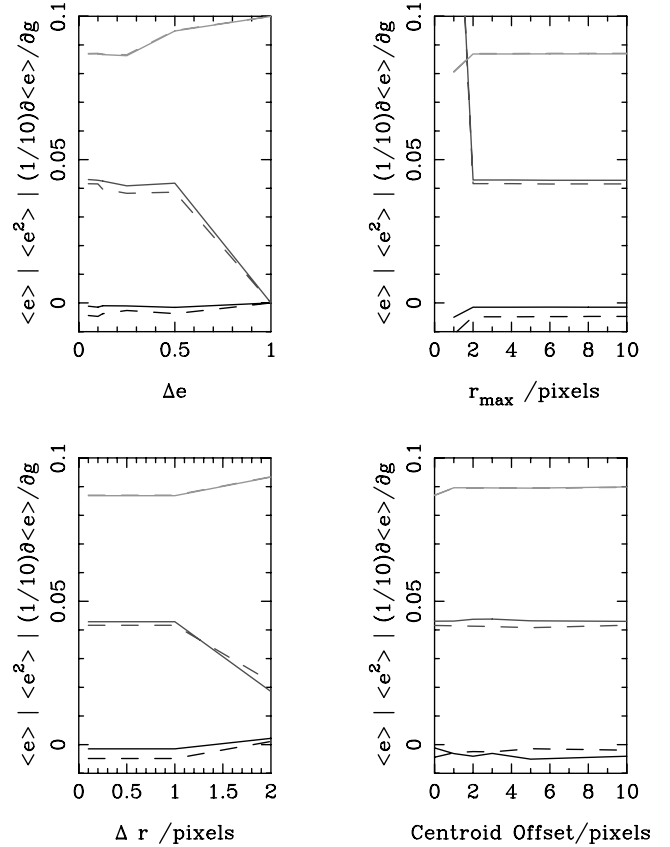 <e> | <e²> | (1/10)∂<e>/∂g
0 0.05 0.1
0 0.5 1
Δe
<e> | <e²> | (1/10)∂<e>/∂g
0 0.05 0.1
0 2 4 6 8 10
r_max /pixels
<e> | <e²> | (1/10)∂<e>/∂g
0 0.05 0.1
0 0.5 1 1.5 2
Δ r /pixels
<e> | <e²> | (1/10)∂<e>/∂g
0 0.05 0.1
0 2 4 6 8 10
Centroid Offset/pixels